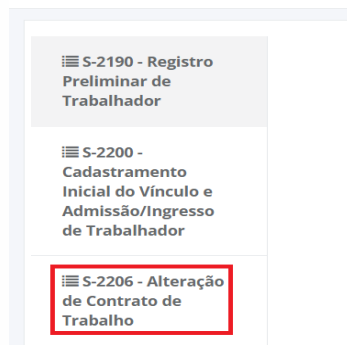 S-2190 - Registro
Preliminar de
Trabalhador
S-2200 -
Cadastramento
Inicial do Vínculo e
Admissão/Ingresso
de Trabalhador
S-2206 - Alteração
de Contrato de
Trabalho